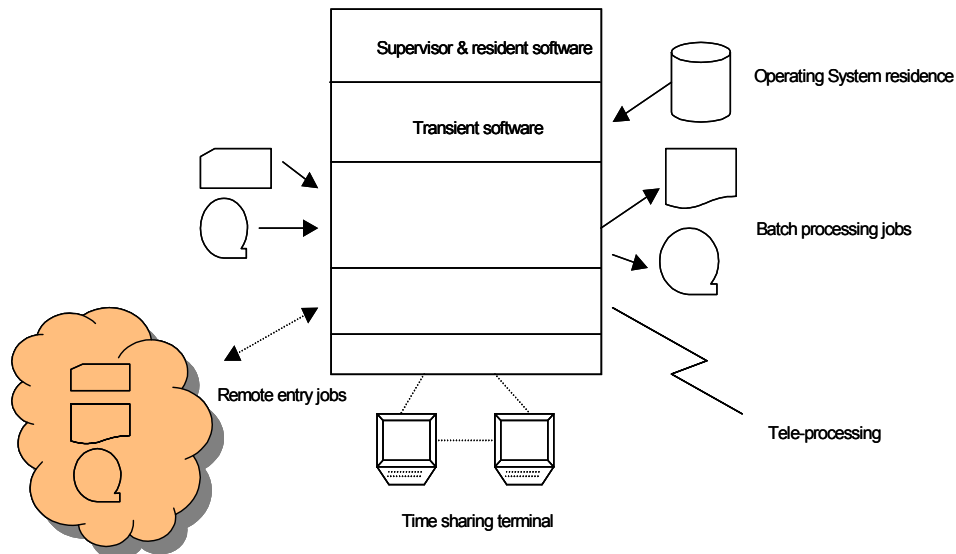 Supervisor & resident software
Operating System residence
Transient software
Batch processing jobs
Remote entry jobs
Tele-processing
Time sharing terminal